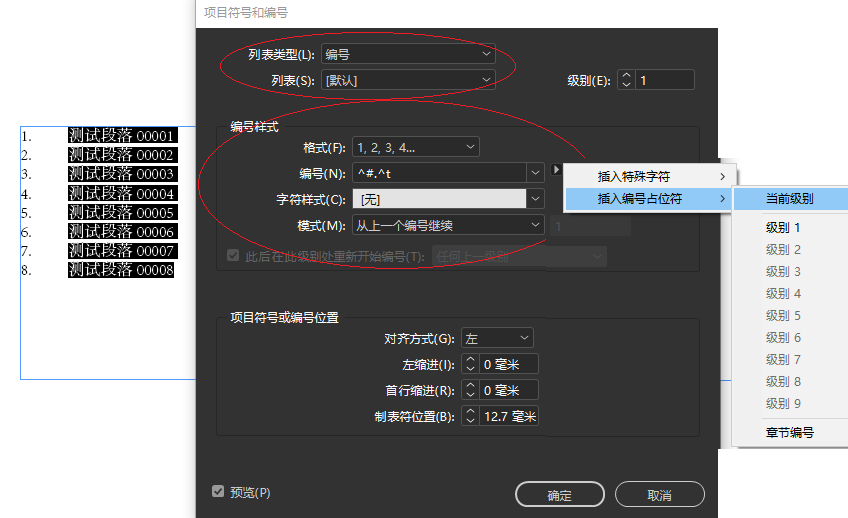 项目符号和编号
列表类型(L): 编号
列表(S): [默认] 级别(E): 1
编号样式
格式(F): 1, 2, 3, 4...
编号(N): ^#.^t
字符样式(C): [无]
模式(M): 从上一个编号继续 1
此后在此级别处重新开始编号(T): 任何上一级别
项目符号或编号位置
对齐方式(G): 左
左缩进(I): 0 毫米
首行缩进(R): 0 毫米
制表符位置(B): 12.7 毫米
预览(P) 确定 取消
1. 测试段落 00001
2. 测试段落 00002
3. 测试段落 00003
4. 测试段落 00004
5. 测试段落 00005
6. 测试段落 00006
7. 测试段落 00007
8. 测试段落 00008
插入特殊字符
插入编号占位符
当前级别
级别 1
级别 2
级别 3
级别 4
级别 5
级别 6
级别 7
级别 8
级别 9
章节编号